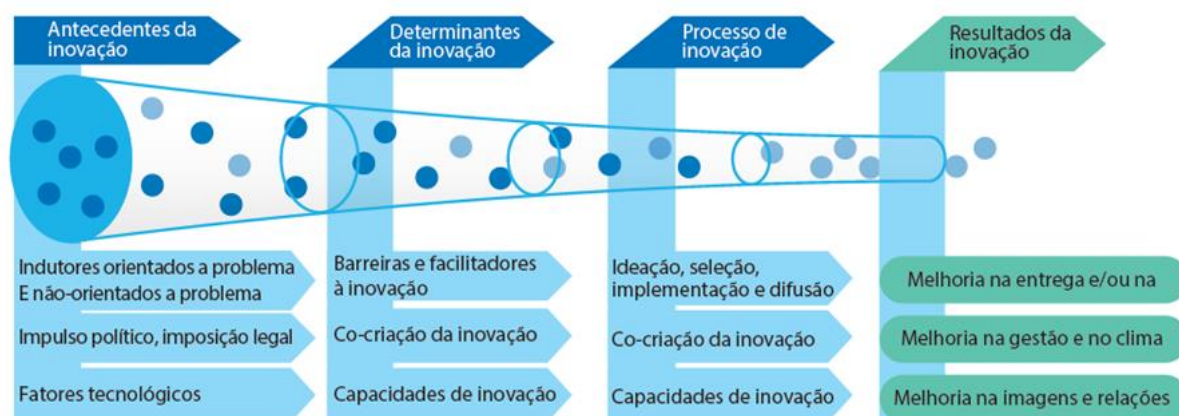 Antecedentes da
inovação
Determinantes
da inovação
Processo de
inovação
Resultados da
inovação
Indutores orientados a problema
E não-orientados a problema
Barreiras e facilitadores
à inovação
Ideação, seleção,
implementação e difusão
Melhoria na entrega e/ou na
Impulso político, imposição legal
Co-criação da inovação
Co-criação da inovação
Melhoria na gestão e no clima
Fatores tecnológicos
Capacidades de inovação
Capacidades de inovação
Melhoria na imagens e relações